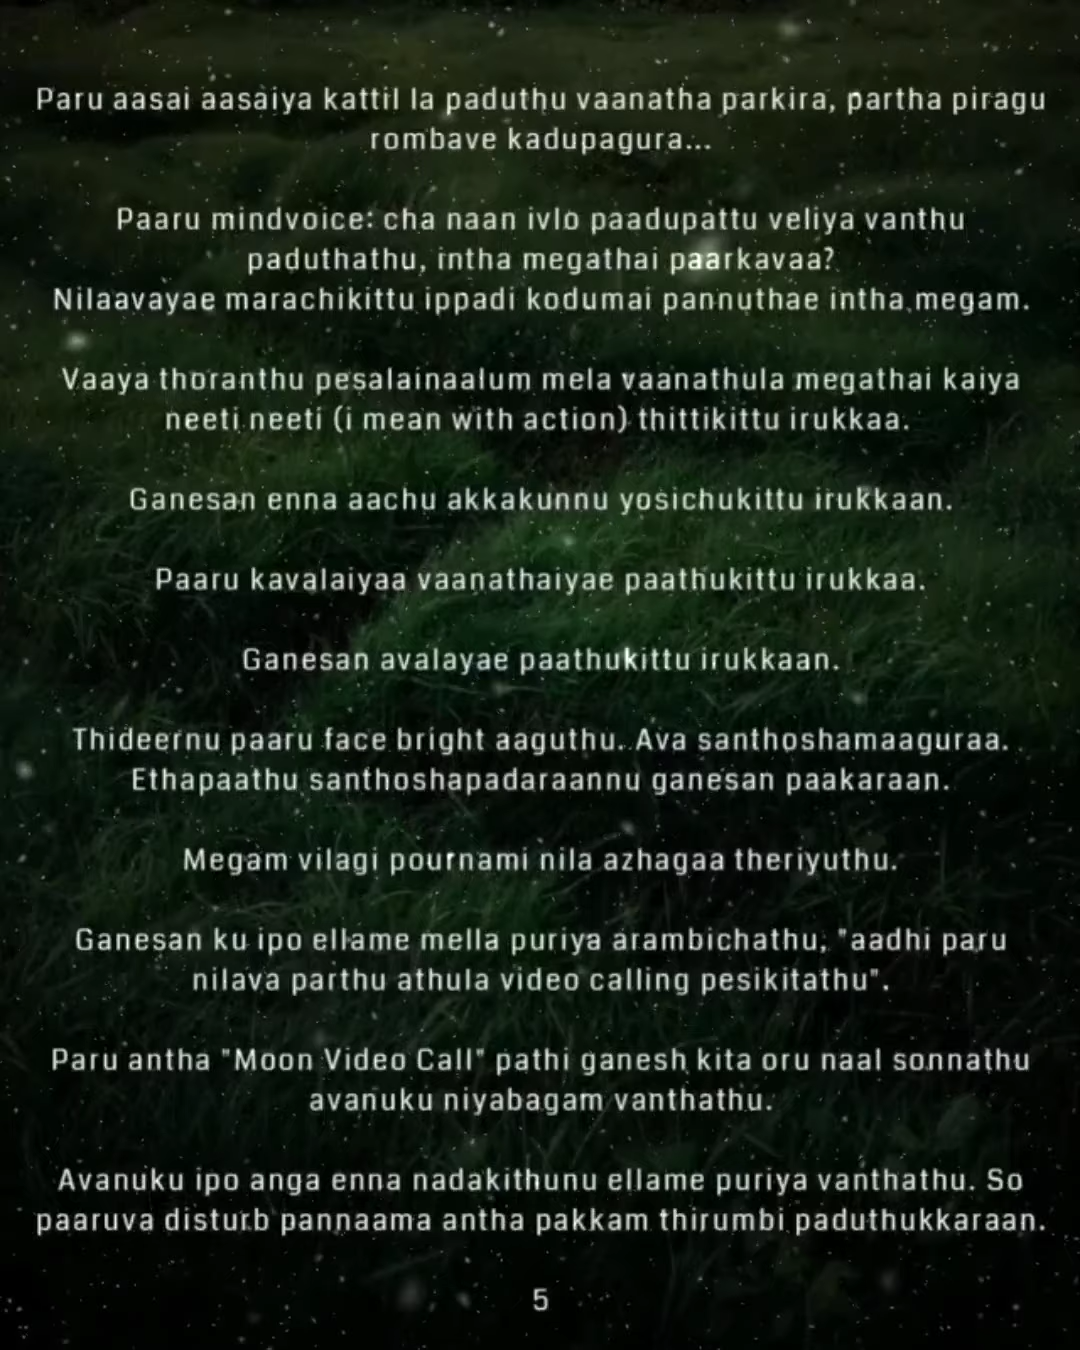 Paru aasai aasaiya kattil la paduthu vaanatha parkira, partha piragu
rombave kadupagura...
Paaru mindvoice: cha naan ivlo paadupattu veliya vanthu
paduthathu, intha megathai paarkavaa?
Nilaavayae marachikittu ippadi kodumai pannuthae intha megam.
Vaaya thoranthu pesalainaalum mela vaanathula megathai kaiya
neeti neeti (i mean with action) thittikittu irukkaa.
Ganesan enna aachu akkakunnu yosichukittu irukkaan.
Paaru kavalaiyaa vaanathaiyae paathukittu irukkaa.
Ganesan avalayae paathukittu irukkaan.
Thideernu paaru face bright aaguthu. Ava santhoshamaaguraa.
Ethapaathu santhoshapadaraannu ganesan paakaraan.
Megam vilagi pournami nila azhagaa theriyuthu.
Ganesan ku ipo ellame mella puriya arambichathu, "aadhi paru
nilava parthu athula video calling pesikitathu".
Paru antha "Moon Video Call" pathi ganesh kita oru naal sonnathu
avanuku niyabagam vanthathu.
Avanuku ipo anga enna nadakithunu ellame puriya vanthathu. So
paaruva disturb pannaama antha pakkam thirumbi paduthukkaraan.
5